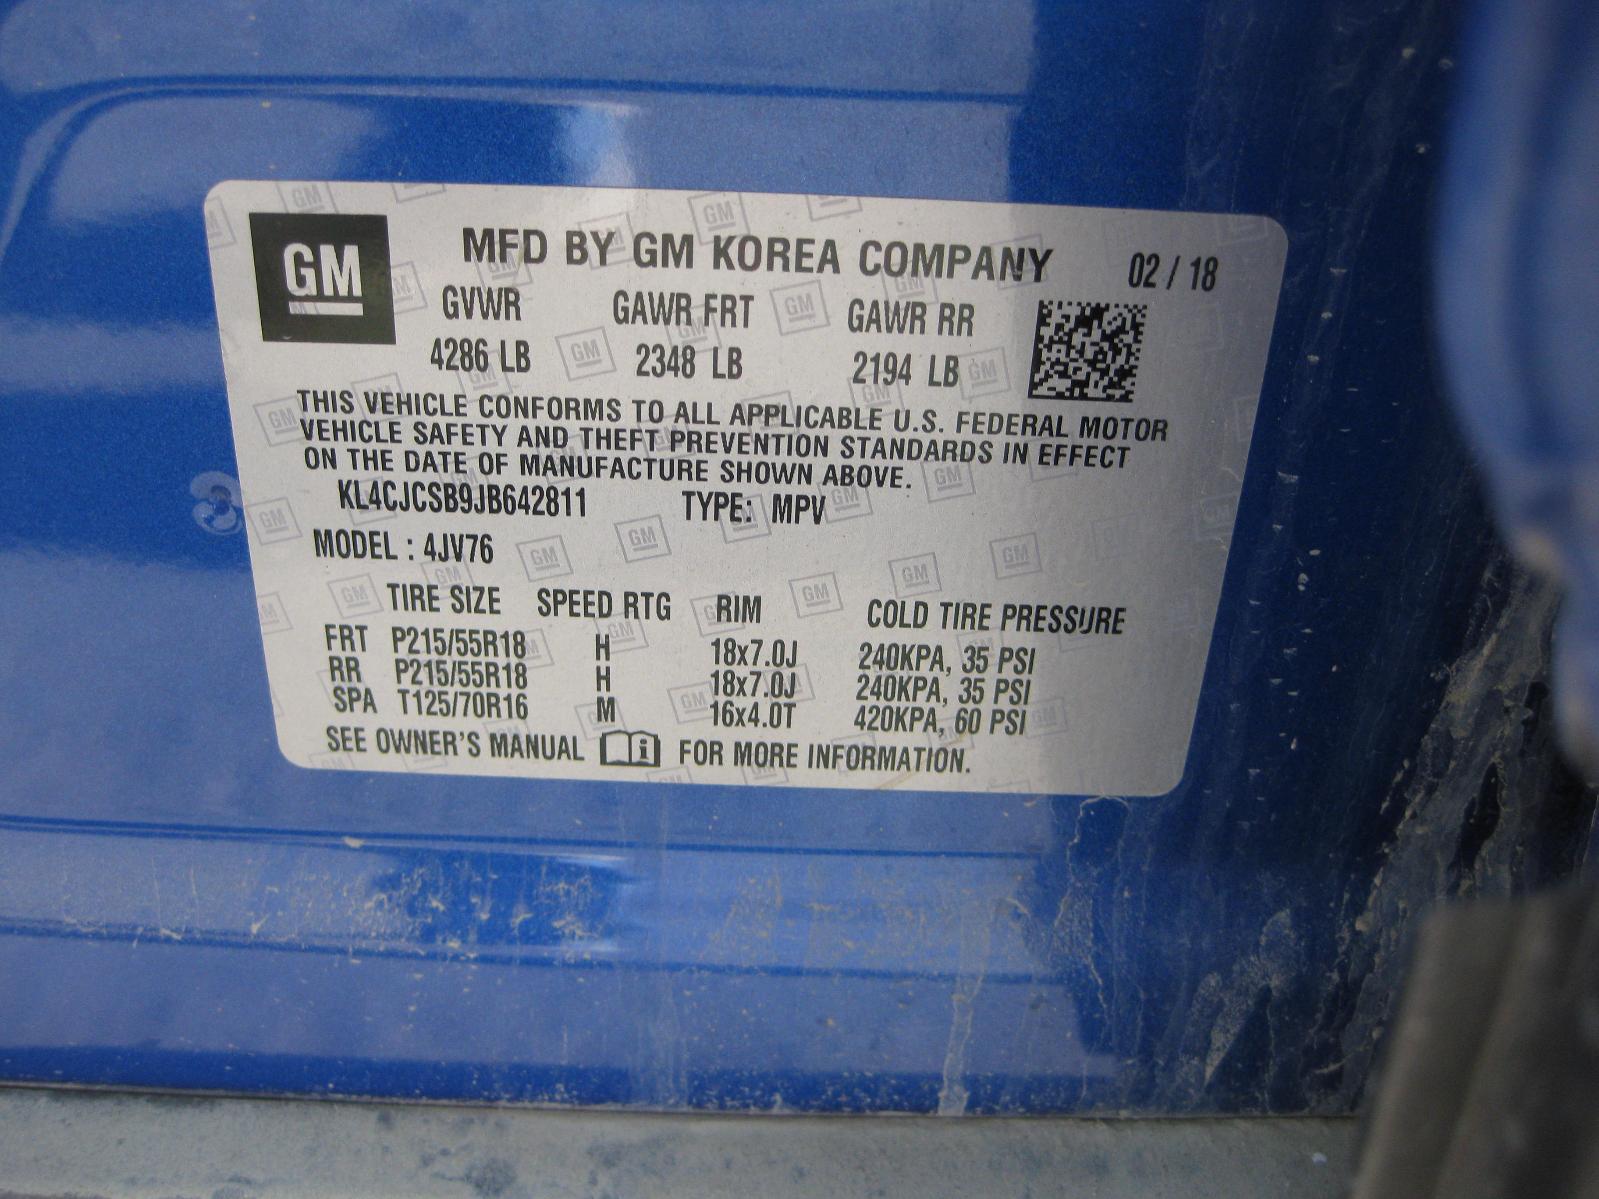 GM
MFD BY GM KOREA COMPANY 02 / 18
GVWR GAWR FRT GAWR RR
4286 LB 2348 LB 2194 LB
THIS VEHICLE CONFORMS TO ALL APPLICABLE U.S. FEDERAL MOTOR
VEHICLE SAFETY AND THEFT PREVENTION STANDARDS IN EFFECT
ON THE DATE OF MANUFACTURE SHOWN ABOVE.
KL4CJCSB9JB642811 TYPE: MPV
MODEL : 4JV76
TIRE SIZE SPEED RTG RIM COLD TIRE PRESSURE
FRT P215/55R18 H 18x7.0J 240KPA, 35 PSI
RR P215/55R18 H 18x7.0J 240KPA, 35 PSI
SPA T125/70R16 M 16x4.0T 420KPA, 60 PSI
SEE OWNER'S MANUAL i FOR MORE INFORMATION.